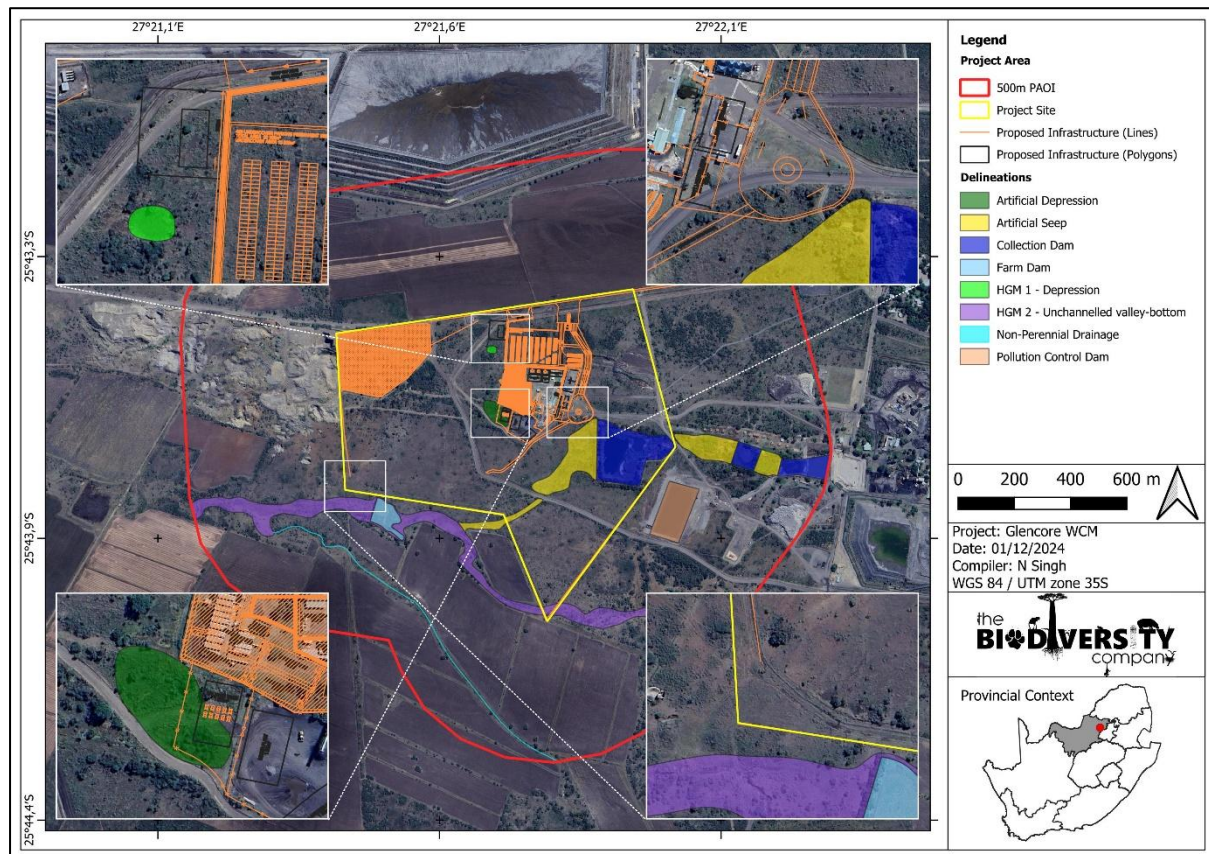 27°21,1'E
27°21,6'E
27°22,1'E
25°43,3'S
25°43,9'S
25°44,4'S
Legend
Project Area
500m PAOI
Project Site
Proposed Infrastructure (Lines)
Proposed Infrastructure (Polygons)
Delineations
Artificial Depression
Artificial Seep
Collection Dam
Farm Dam
HGM 1 - Depression
HGM 2 - Unchannelled valley-bottom
Non-Perennial Drainage
Pollution Control Dam
0 200 400 600 m
Project: Glencore WCM
Date: 01/12/2024
Compiler: N Singh
WGS 84 / UTM zone 35S
the
BIODIVERSITY
company
Provincial Context